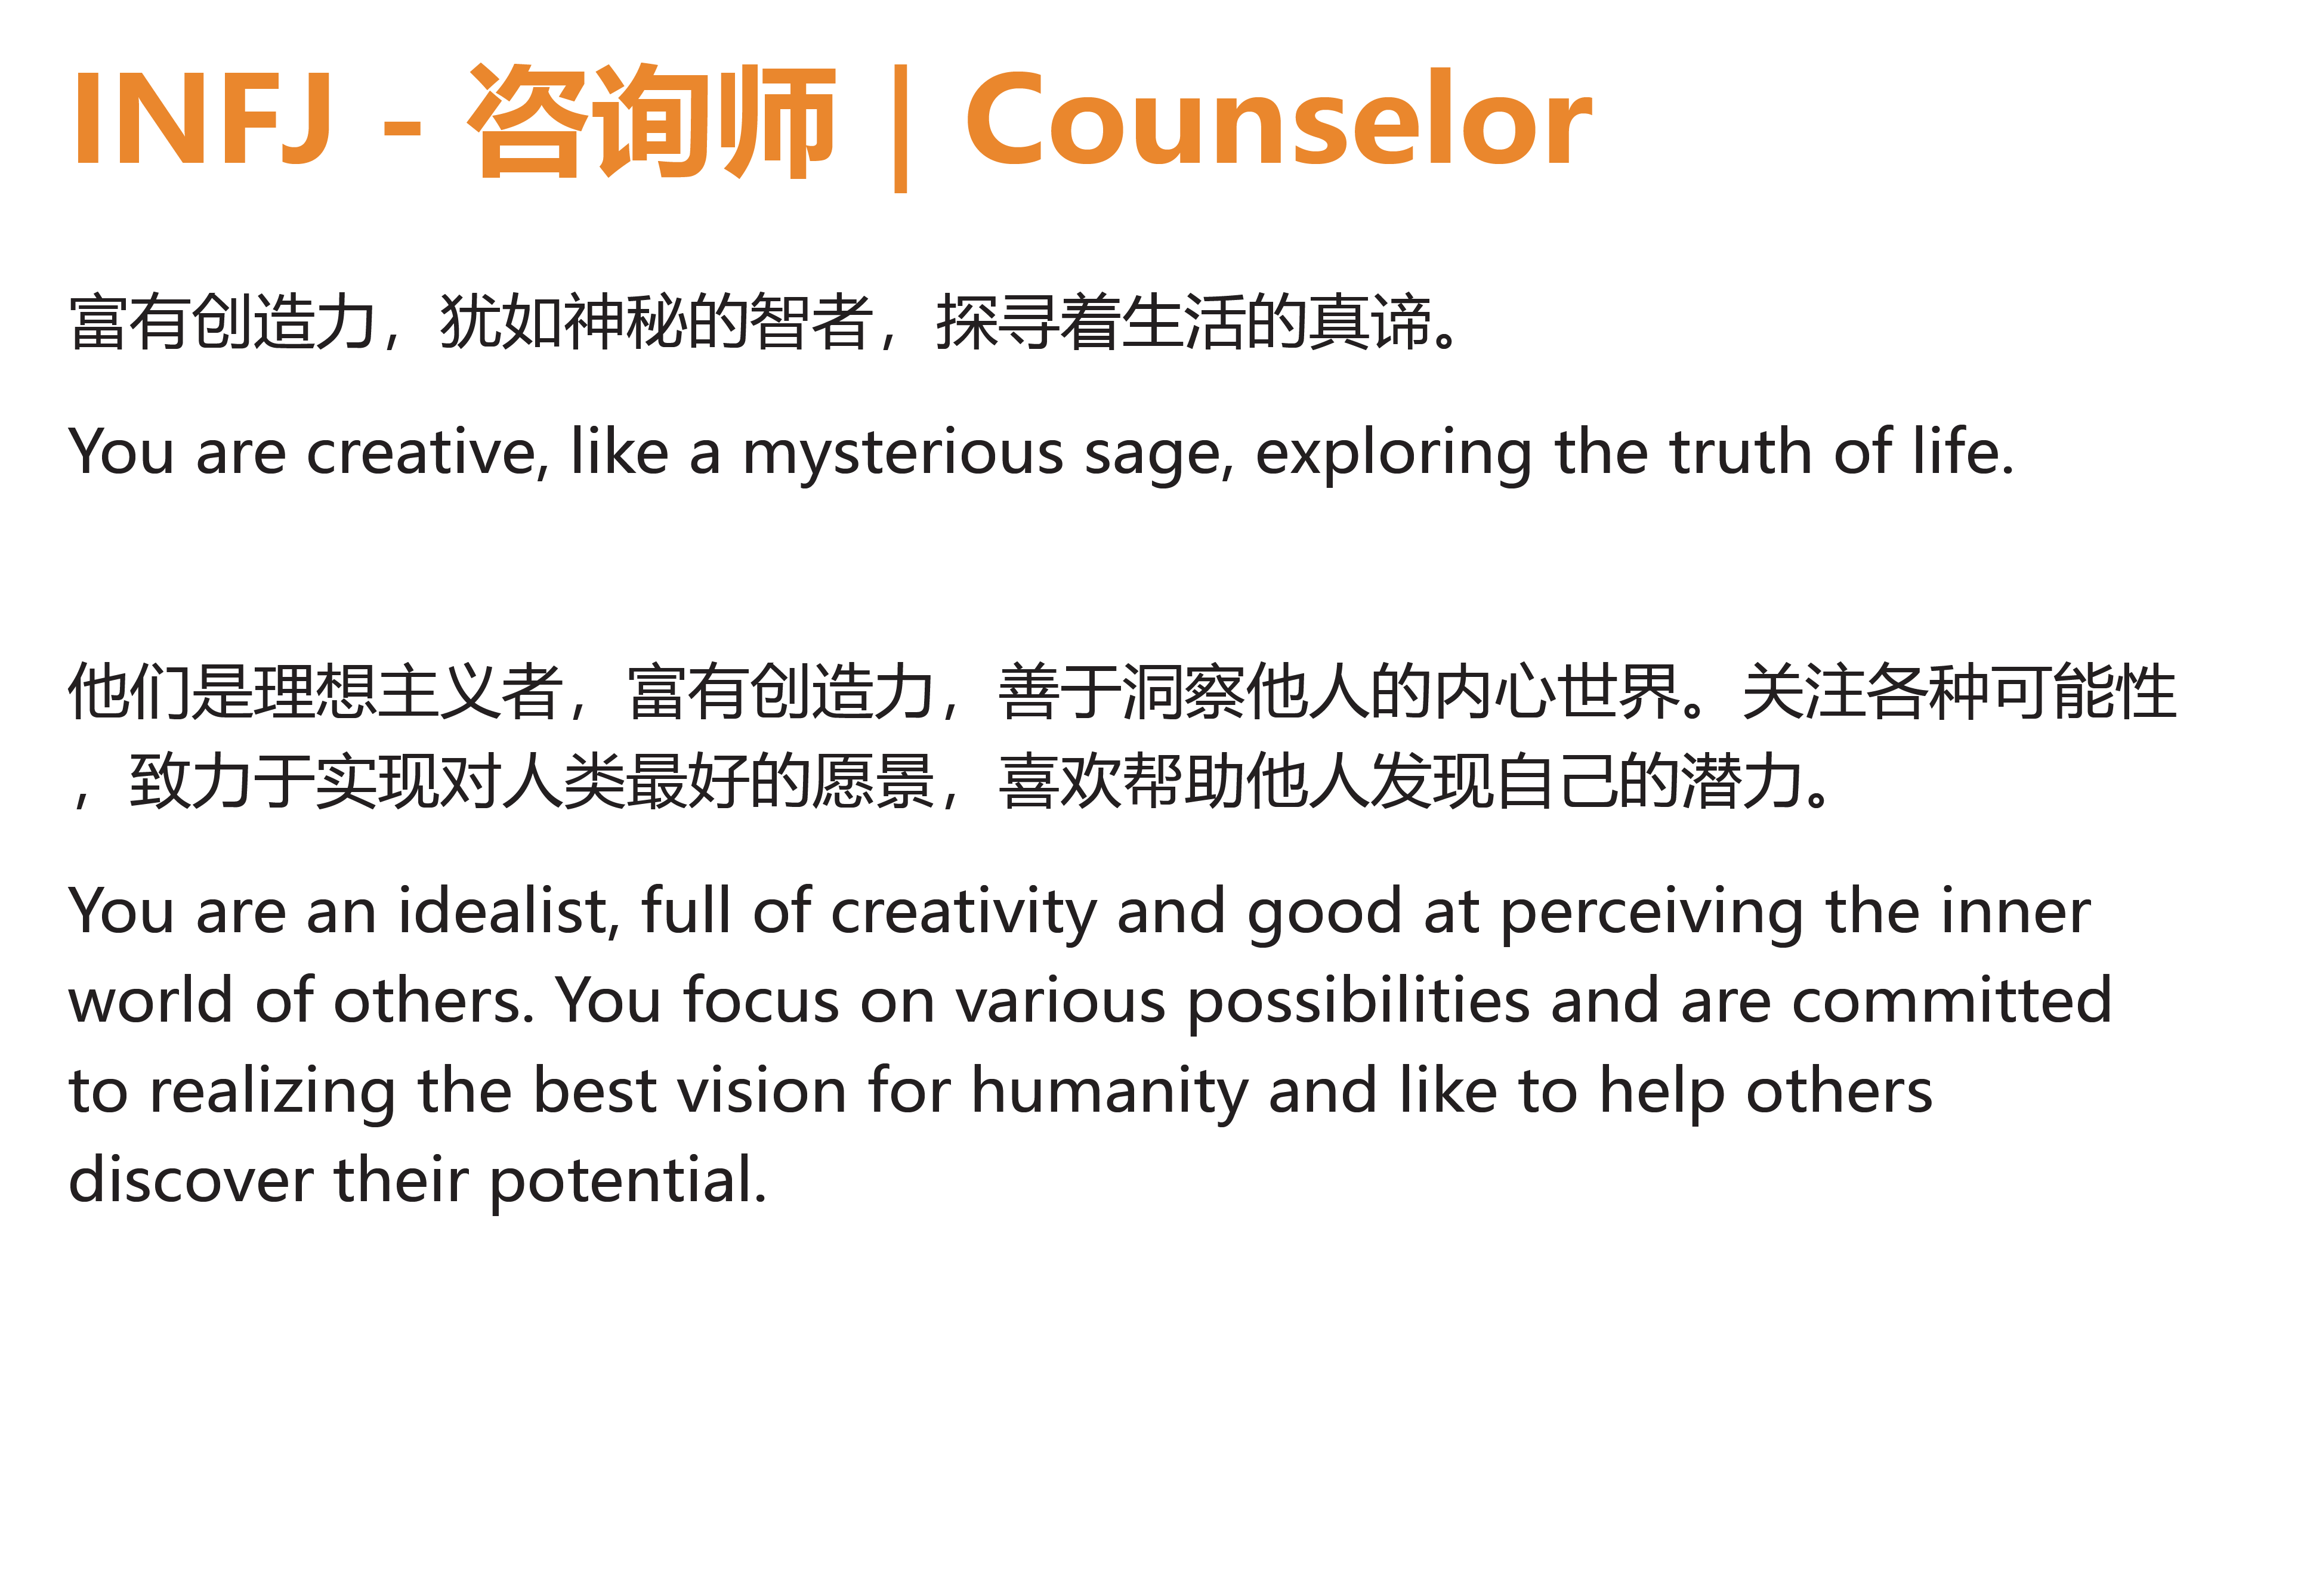 INFJ - 咨询师 | Counselor
富有创造力，犹如神秘的智者，探寻着生活的真谛。
You are creative, like a mysterious sage, exploring the truth of life.
他们是理想主义者，富有创造力，善于洞察他人的内心世界。关注各种可能性
，致力于实现对人类最好的愿景，喜欢帮助他人发现自己的潜力。
You are an idealist, full of creativity and good at perceiving the inner
world of others. You focus on various possibilities and are committed
to realizing the best vision for humanity and like to help others
discover their potential.